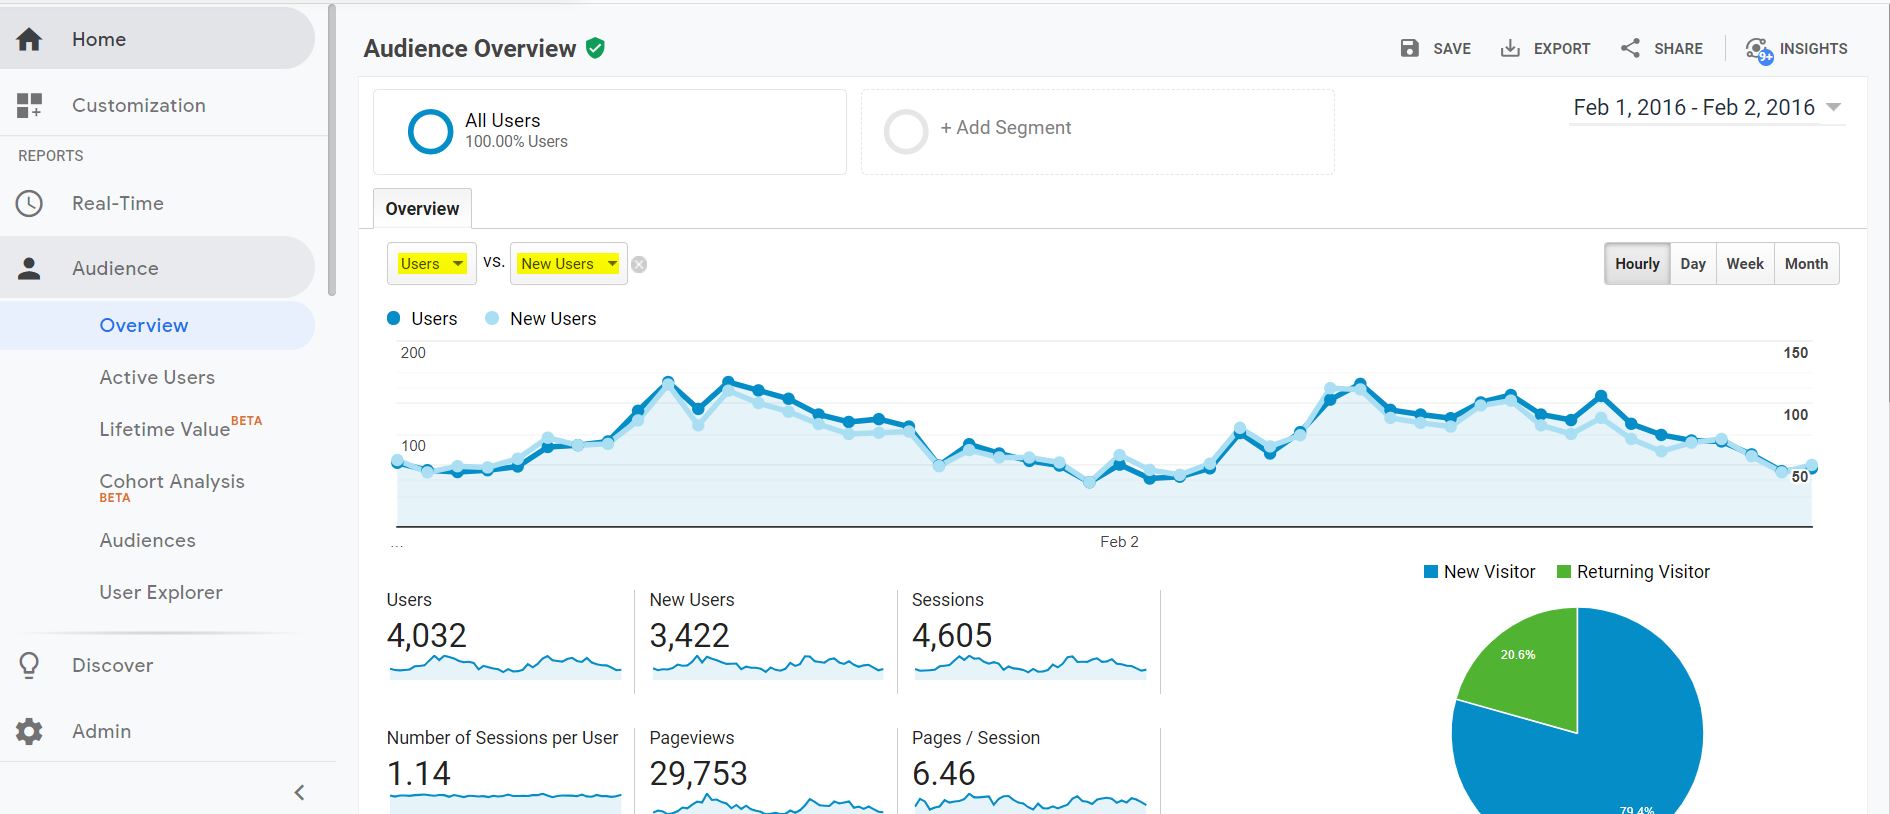 Home
Customization
REPORTS
Real-Time
Audience
Overview
Active Users
Lifetime Value BETA
Cohort Analysis
BETA
Audiences
User Explorer
Discover
Admin
Audience Overview
SAVE
EXPORT
SHARE
9+
INSIGHTS
All Users
100.00% Users
+ Add Segment
Feb 1, 2016 - Feb 2, 2016
Overview
Users vs. New Users
Hourly Day Week Month
Users New Users
200 150
100
100
50
... Feb 2
Users New Users Sessions
4,032 3,422 4,605
Number of Sessions per User Pageviews Pages / Session
1.14 29,753 6.46
New Visitor Returning Visitor
20.6%
79.4%